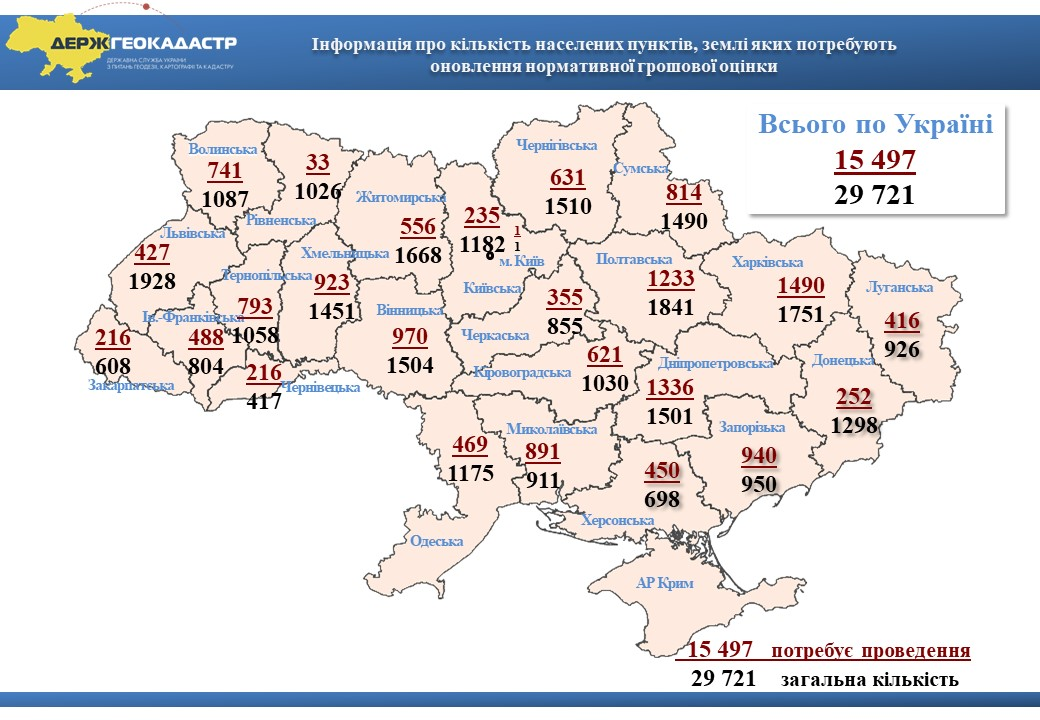 ДЕРЖГЕОКАДАСТР
ДЕРЖАВНА СЛУЖБА УКРАЇНИ
З ПИТАНЬ ГЕОДЕЗІЇ, КАРТОГРАФІЇ ТА КАДАСТРУ
Інформація про кількість населених пунктів, землі яких потребують
оновлення нормативної грошової оцінки
Всього по Україні
15 497
29 721
Волинська
741
1087
33
1026
Рівненська
Житомирська
556
1668
Чернігівська
631
1510
Сумська
814
1490
235
1182
1
1
м. Київ
Київська
Львівська
427
1928
Тернопільська
793
1058
Хмельницька
923
1451
Вінницька
970
1504
Ів.-Франківська
488
804
216
608
Закарпатська
216
417
Чернівецька
Полтавська
1233
1841
Харківська
1490
1751
Луганська
416
926
355
855
Черкаська
Кіровоградська
621
1030
Дніпропетровська
1336
1501
Донецька
252
1298
Запорізька
940
950
Миколаївська
891
911
469
1175
Одеська
450
698
Херсонська
АР Крим
15 497 потребує проведення
29 721 загальна кількість